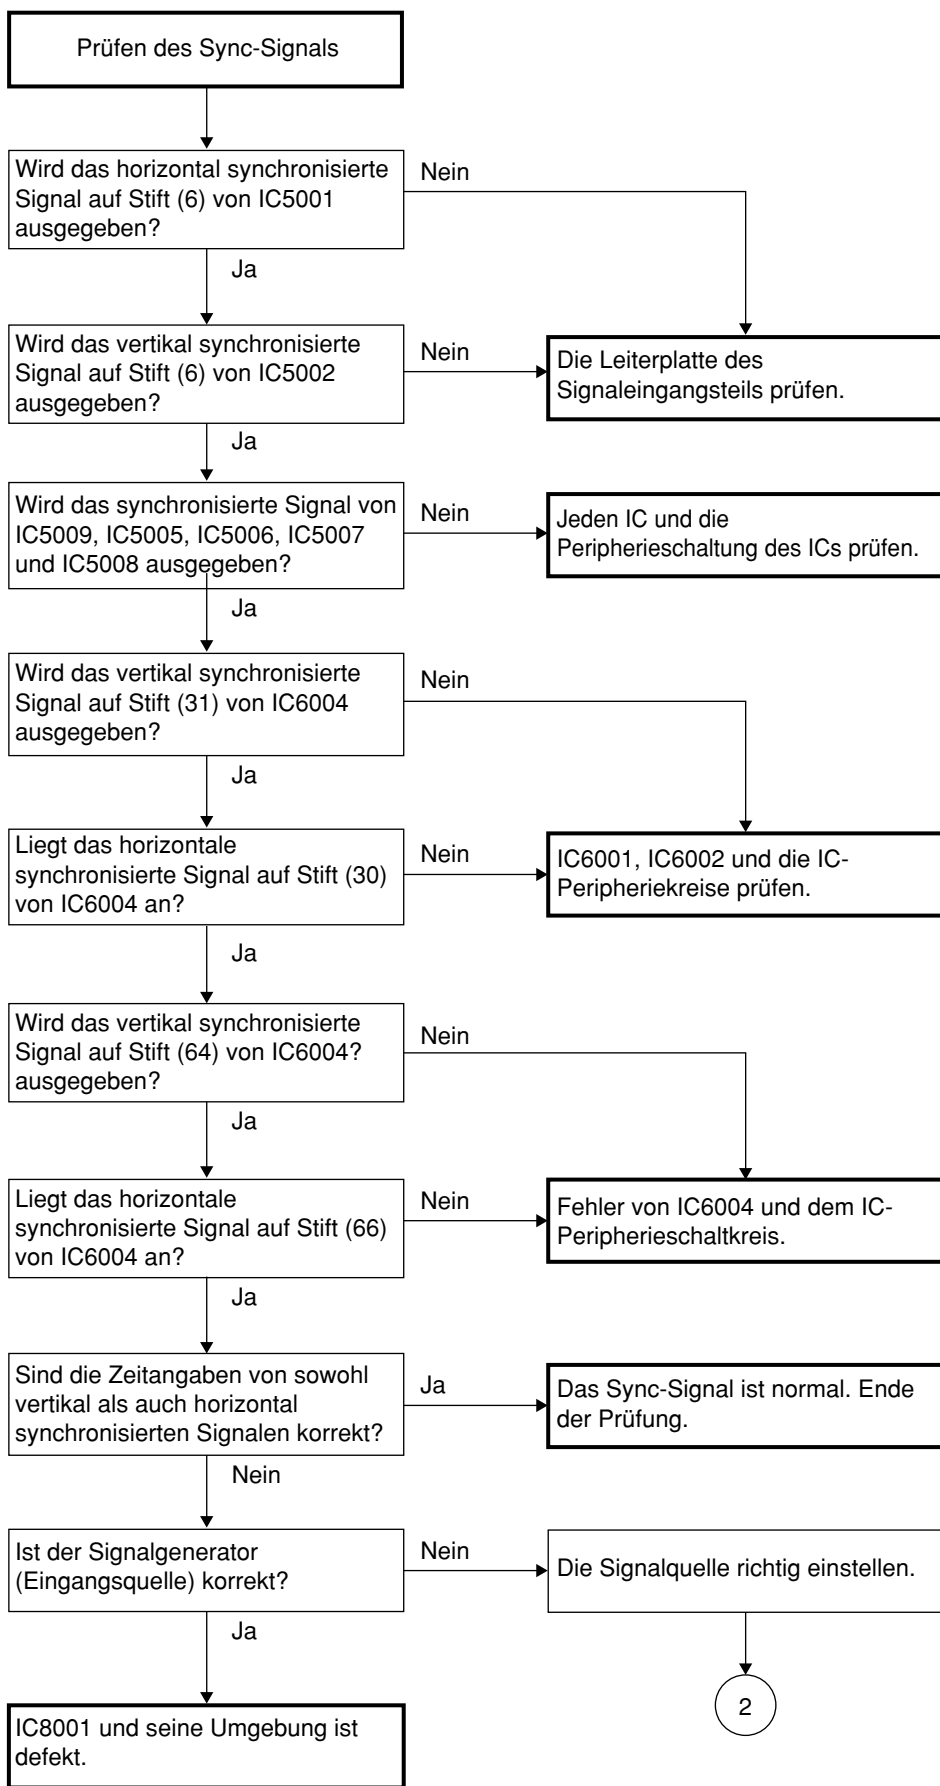 Prüfen des Sync-Signals
Wird das horizontal synchronisierte
Signal auf Stift (6) von IC5001
ausgegeben?
Nein
Ja
Wird das vertikal synchronisierte
Signal auf Stift (6) von IC5002
ausgegeben?
Nein
Die Leiterplatte des
Signaleingangsteils prüfen.
Ja
Wird das synchronisierte Signal von
IC5009, IC5005, IC5006, IC5007
und IC5008 ausgegeben?
Nein
Jeden IC und die
Peripherieschaltung des ICs prüfen.
Ja
Wird das vertikal synchronisierte
Signal auf Stift (31) von IC6004
ausgegeben?
Nein
Ja
Liegt das horizontale
synchronisierte Signal auf Stift (30)
von IC6004 an?
Nein
IC6001, IC6002 und die IC-
Peripheriekreise prüfen.
Ja
Wird das vertikal synchronisierte
Signal auf Stift (64) von IC6004?
ausgegeben?
Nein
Ja
Liegt das horizontale
synchronisierte Signal auf Stift (66)
von IC6004 an?
Nein
Fehler von IC6004 und dem IC-
Peripherieschaltkreis.
Ja
Sind die Zeitangaben von sowohl
vertikal als auch horizontal
synchronisierten Signalen korrekt?
Ja
Das Sync-Signal ist normal. Ende
der Prüfung.
Nein
Ist der Signalgenerator
(Eingangsquelle) korrekt?
Nein
Die Signalquelle richtig einstellen.
Ja
2
IC8001 und seine Umgebung ist
defekt.